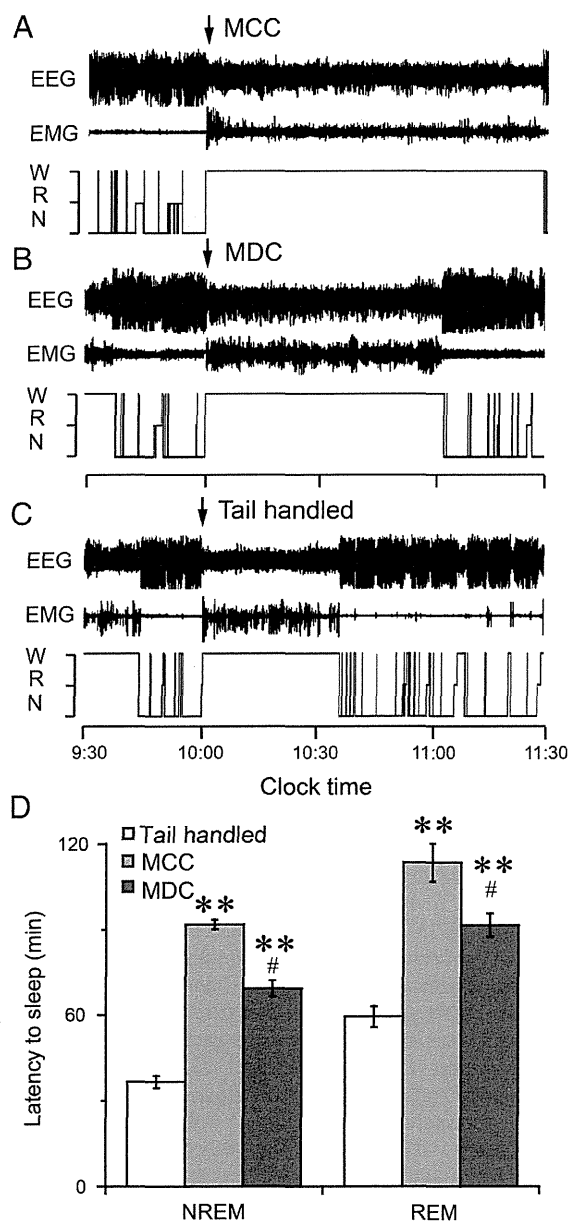 A
MCC
EEG
EMG
W
R
N
B
MDC
EEG
EMG
W
R
N
C
Tail handled
EEG
EMG
W
R
N
9:30 10:00 10:30 11:00 11:30
Clock time
D
Latency to sleep (min)
120
60
0
Tail handled
MCC
MDC
**
**
#
**
**
#
NREM REM